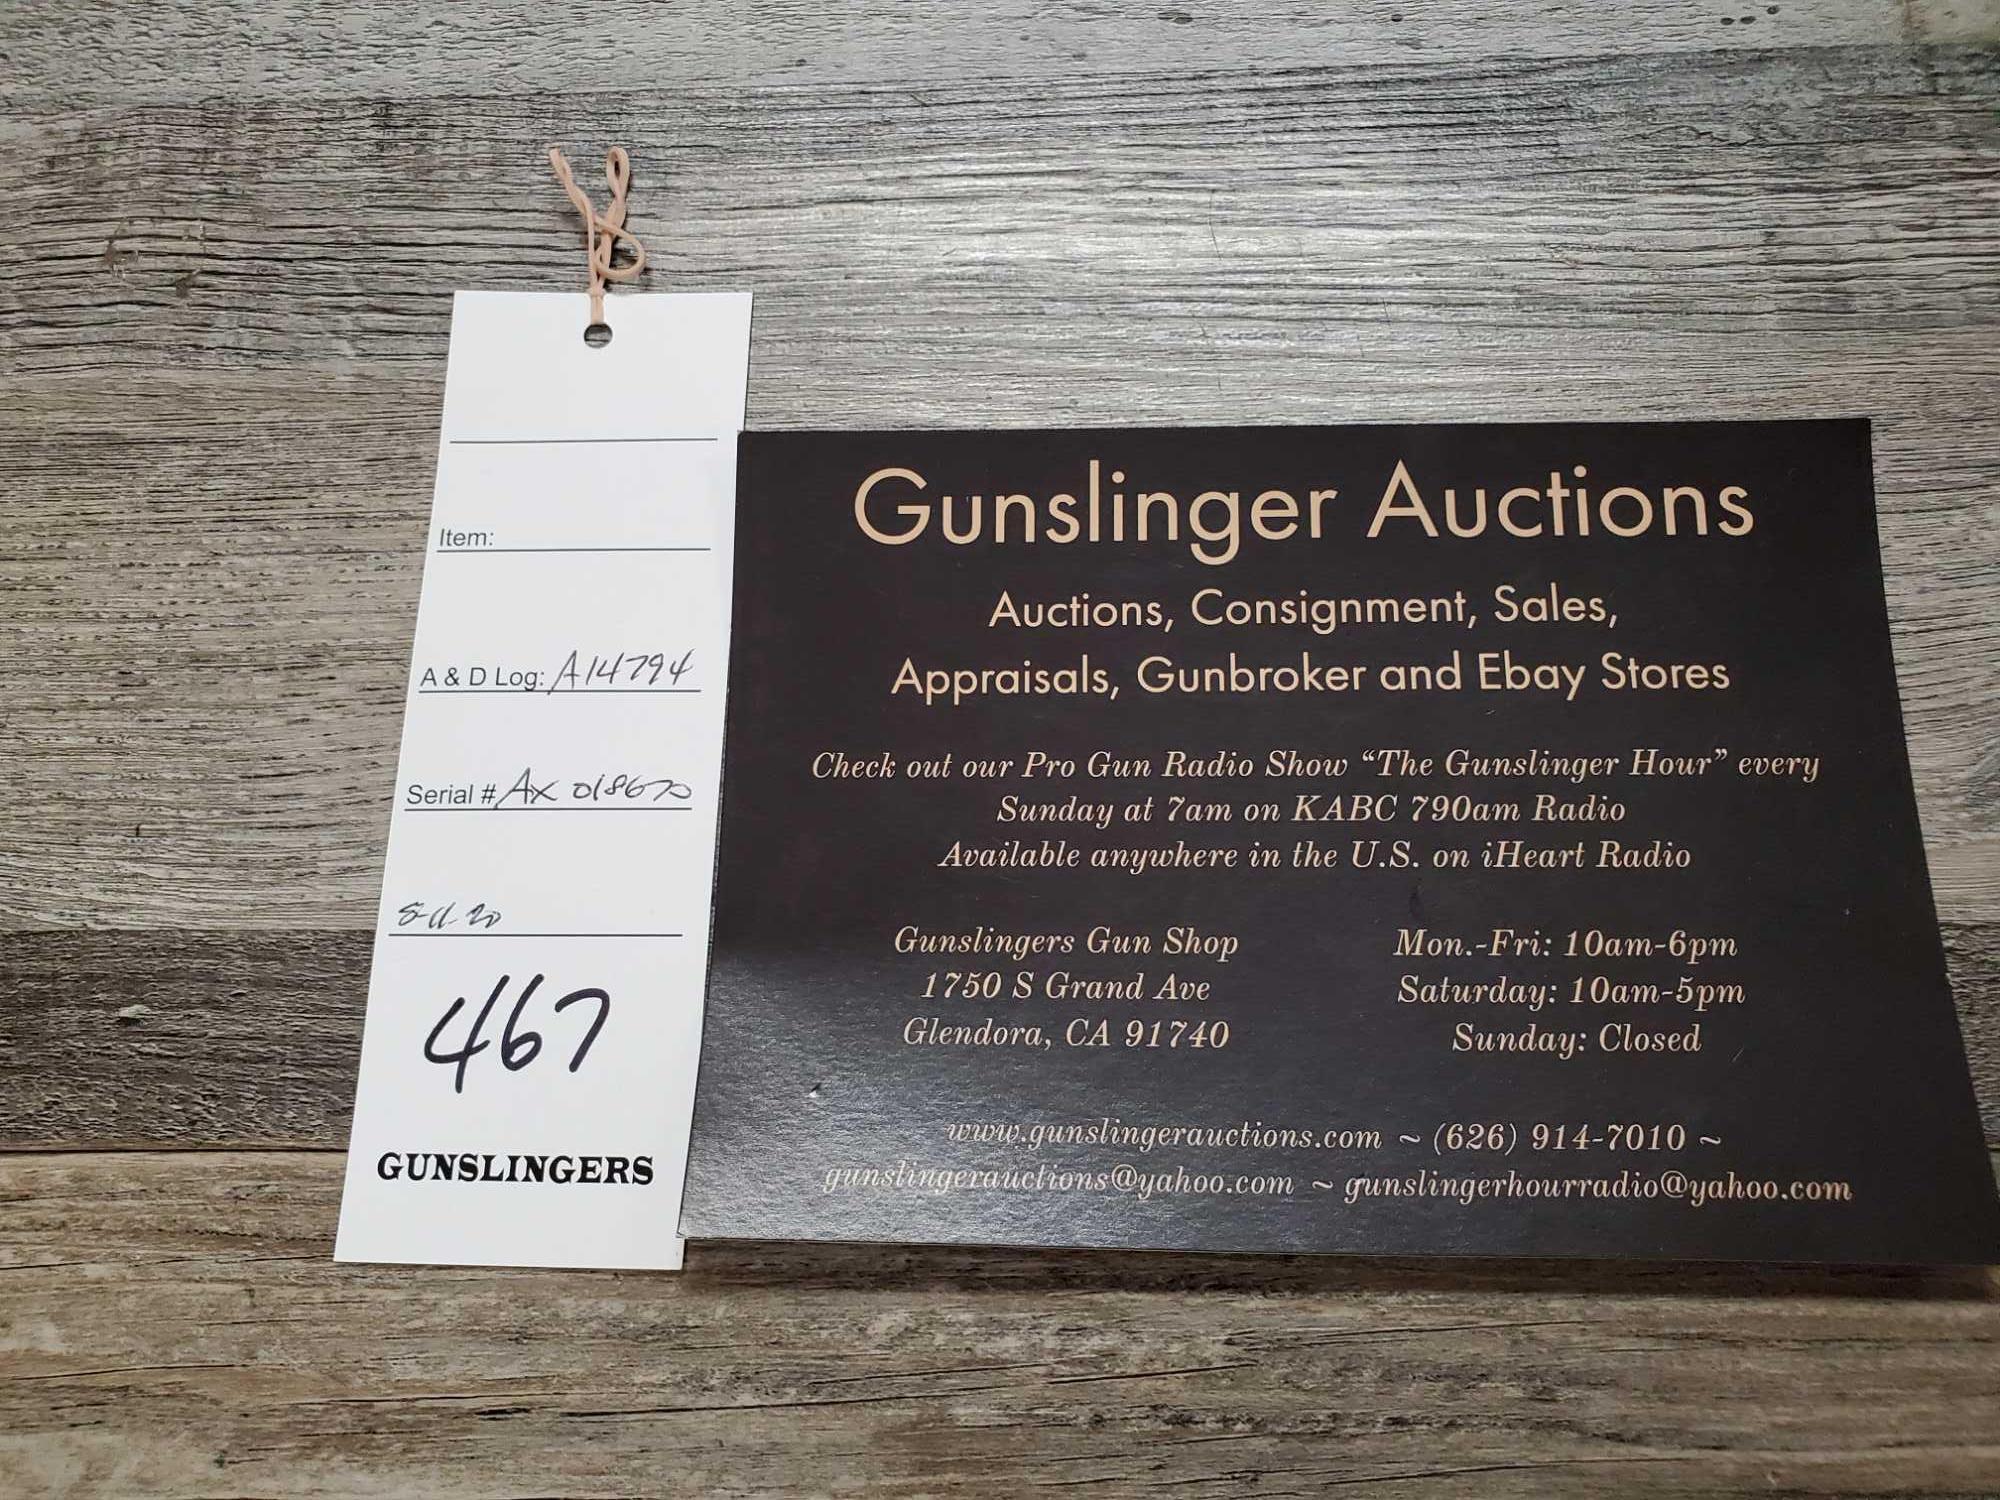 Item:
A & D Log: A14794
Serial # AX 018670
8-11-20
467
GUNSLINGERS
Gunslinger Auctions
Auctions, Consignment, Sales,
Appraisals, Gunbroker and Ebay Stores
Check out our Pro Gun Radio Show “The Gunslinger Hour” every
Sunday at 7am on KABC 790am Radio
Available anywhere in the U.S. on iHeart Radio
Gunslingers Gun Shop
1750 S Grand Ave
Glendora, CA 91740
Mon.-Fri: 10am-6pm
Saturday: 10am-5pm
Sunday: Closed
www.gunslingerauctions.com ~ (626) 914-7010 ~
gunslingerauctions@yahoo.com ~ gunslingerhourradio@yahoo.com